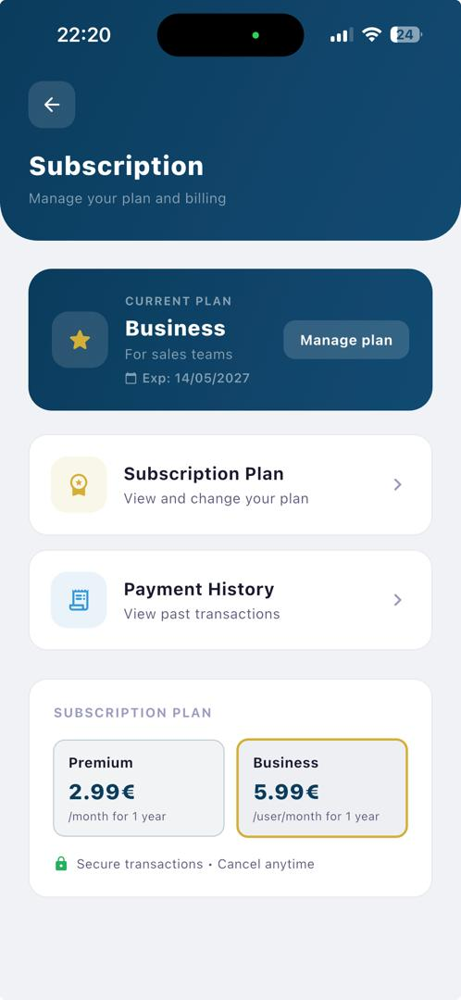 22:20
24
Subscription
Manage your plan and billing
CURRENT PLAN
Business
For sales teams
Exp: 14/05/2027
Manage plan
Subscription Plan
View and change your plan
Payment History
View past transactions
SUBSCRIPTION PLAN
Premium
2.99€
/month for 1 year
Business
5.99€
/user/month for 1 year
Secure transactions • Cancel anytime